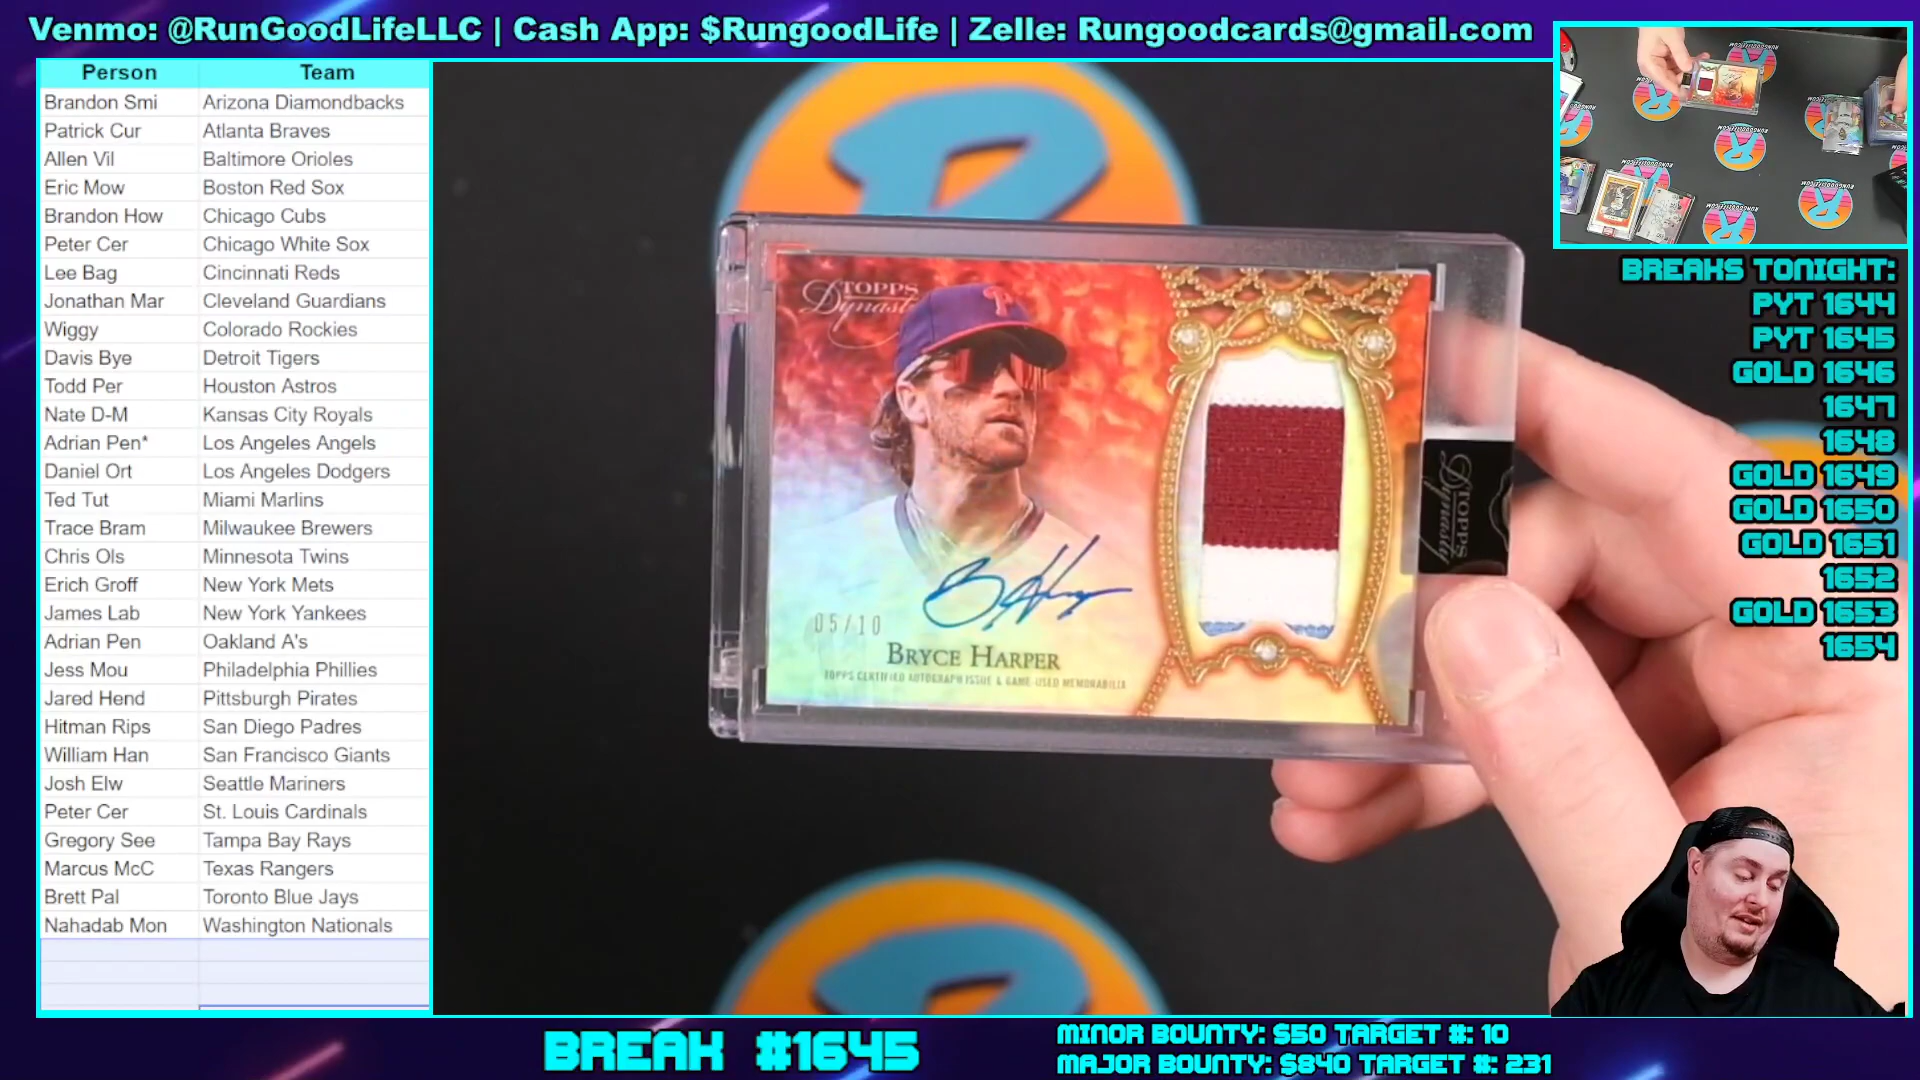 Venmo: @RunGoodLifeLLC | Cash App: $RungoodLife | Zelle: Rungoodcards@gmail.com
Person Team
Brandon Smi Arizona Diamondbacks
Patrick Cur Atlanta Braves
Allen Vil Baltimore Orioles
Eric Mow Boston Red Sox
Brandon How Chicago Cubs
Peter Cer Chicago White Sox
Lee Bag Cincinnati Reds
Jonathan Mar Cleveland Guardians
Wiggy Colorado Rockies
Davis Bye Detroit Tigers
Todd Per Houston Astros
Nate D-M Kansas City Royals
Adrian Pen* Los Angeles Angels
Daniel Ort Los Angeles Dodgers
Ted Tut Miami Marlins
Trace Bram Milwaukee Brewers
Chris Ols Minnesota Twins
Erich Groff New York Mets
James Lab New York Yankees
Adrian Pen Oakland A's
Jess Mou Philadelphia Phillies
Jared Hend Pittsburgh Pirates
Hitman Rips San Diego Padres
William Han San Francisco Giants
Josh Elw Seattle Mariners
Peter Cer St. Louis Cardinals
Gregory See Tampa Bay Rays
Marcus McC Texas Rangers
Brett Pal Toronto Blue Jays
Nahadab Mon Washington Nationals
TOPPS
Dynasty
05/10
BRYCE HARPER
TOPPS CERTIFIED AUTOGRAPH ISSUE & GAME-USED MEMORABILIA
TOPPS
Dynasty
BREAKS TONIGHT:
PYT 1644
PYT 1645
GOLD 1646
1647
1648
GOLD 1649
GOLD 1650
GOLD 1651
1652
GOLD 1653
1654
BREAK #1645
MINOR BOUNTY: $50 TARGET #: 10
MAJOR BOUNTY: $840 TARGET #: 231